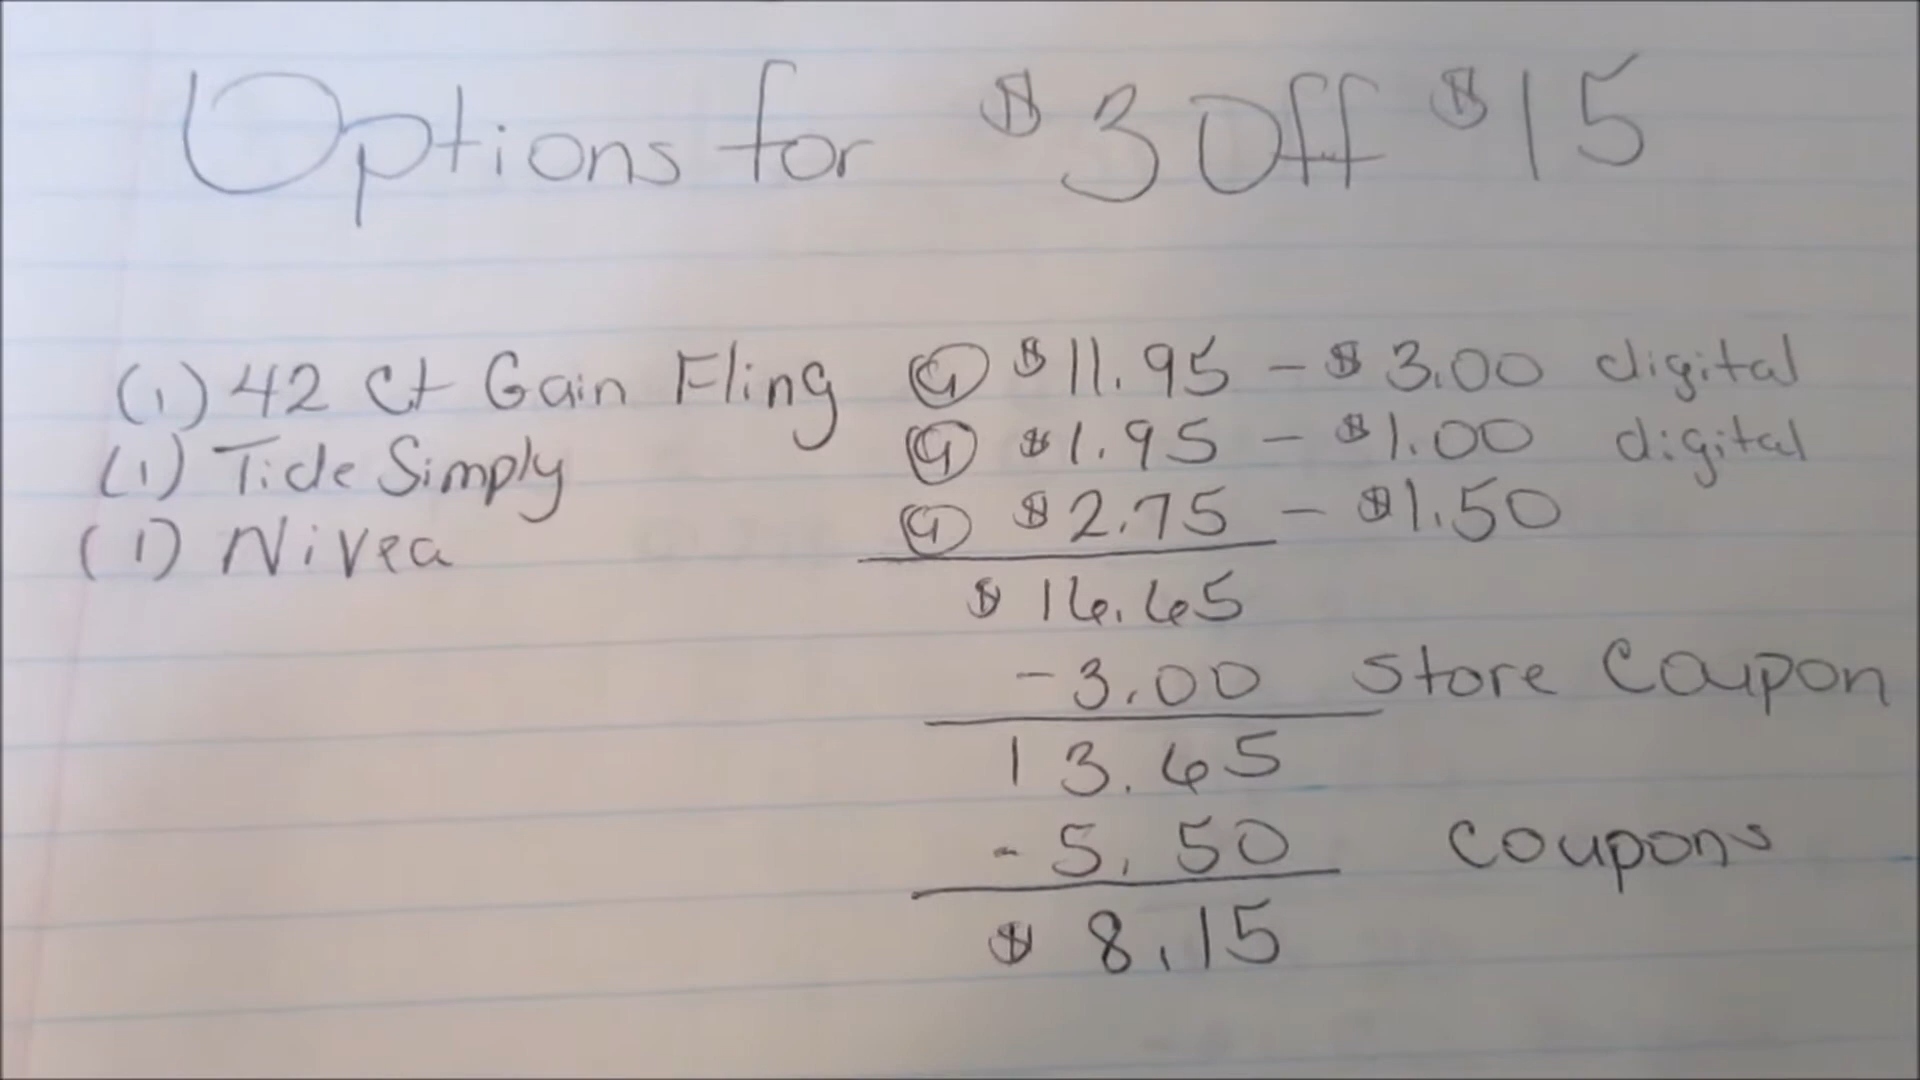 Options for $3 Off $15
(1) 42 Ct Gain Fling @ $11.95 - $3.00 digital
(1) Tide Simply @ $1.95 - $1.00 digital
(1) Nivea @ $2.75 - $1.50
$16.65
-3.00 Store Coupon
13.65
-5.50 Coupons
$8.15